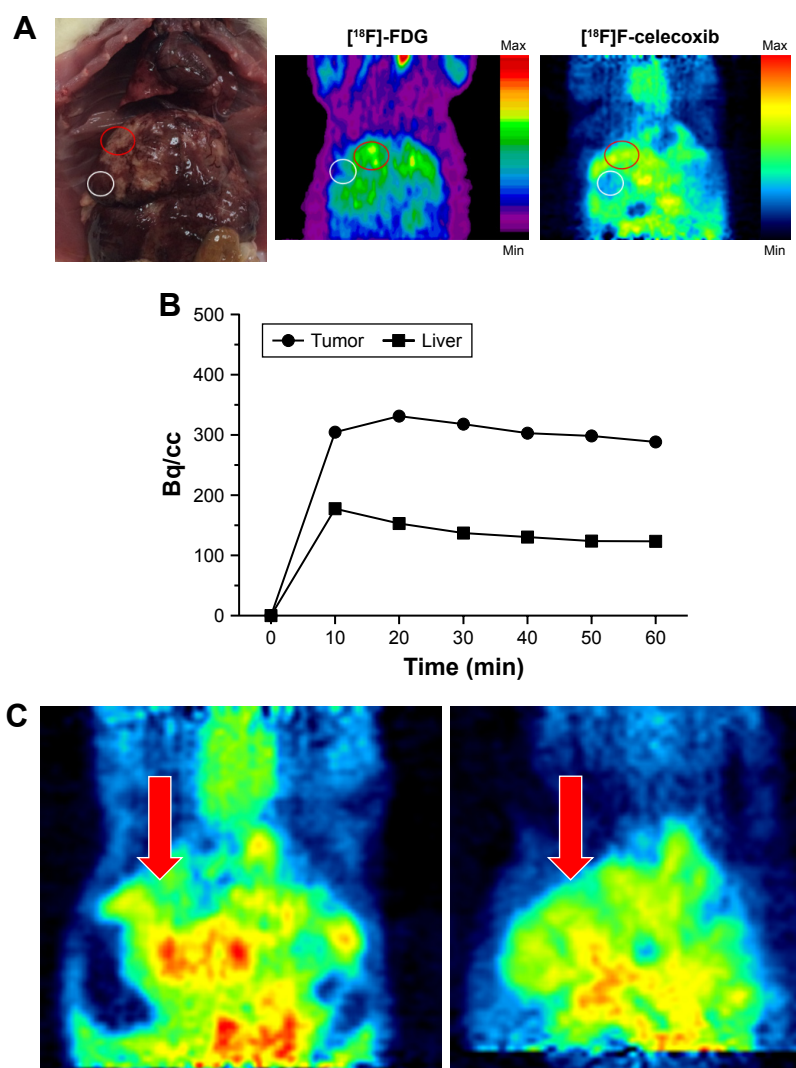 A
[¹⁸F]-FDG
Max
Min
[¹⁸F]F-celecoxib
Max
Min
B
500
400
300
200
100
0
Bq/cc
Tumor
Liver
0 10 20 30 40 50 60
Time (min)
C